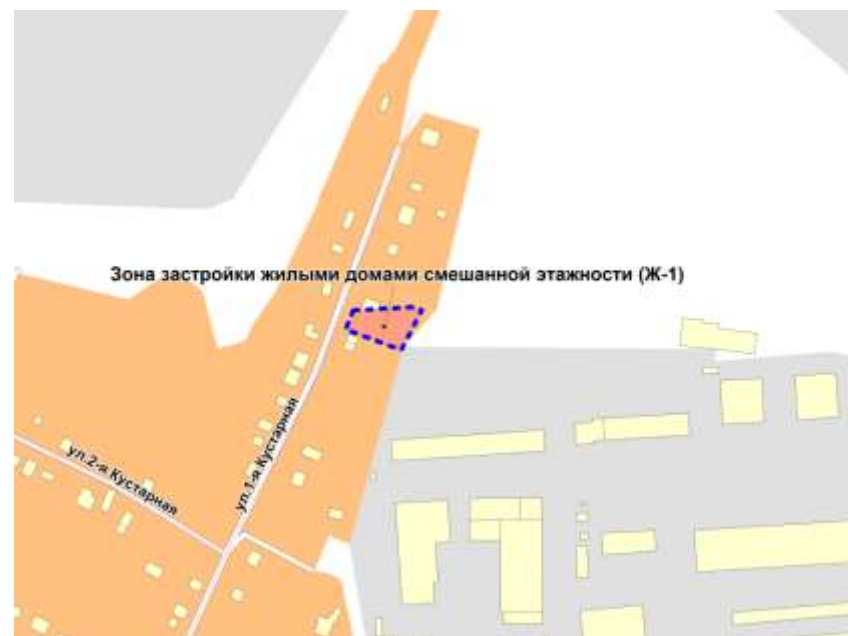 Зона застройки жилыми домами смешанной этажности (Ж-1)
ул.1-я Кустарная
ул.2-я Кустарная